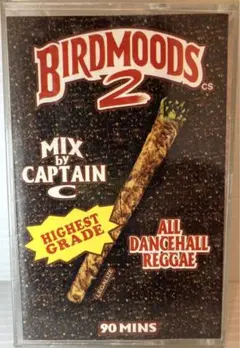 BIRDMOODS
2
CS
MIX
by
CAPTAIN
C
HIGHEST
GRADE
ALL
DANCEHALL
REGGAE
90 MINS